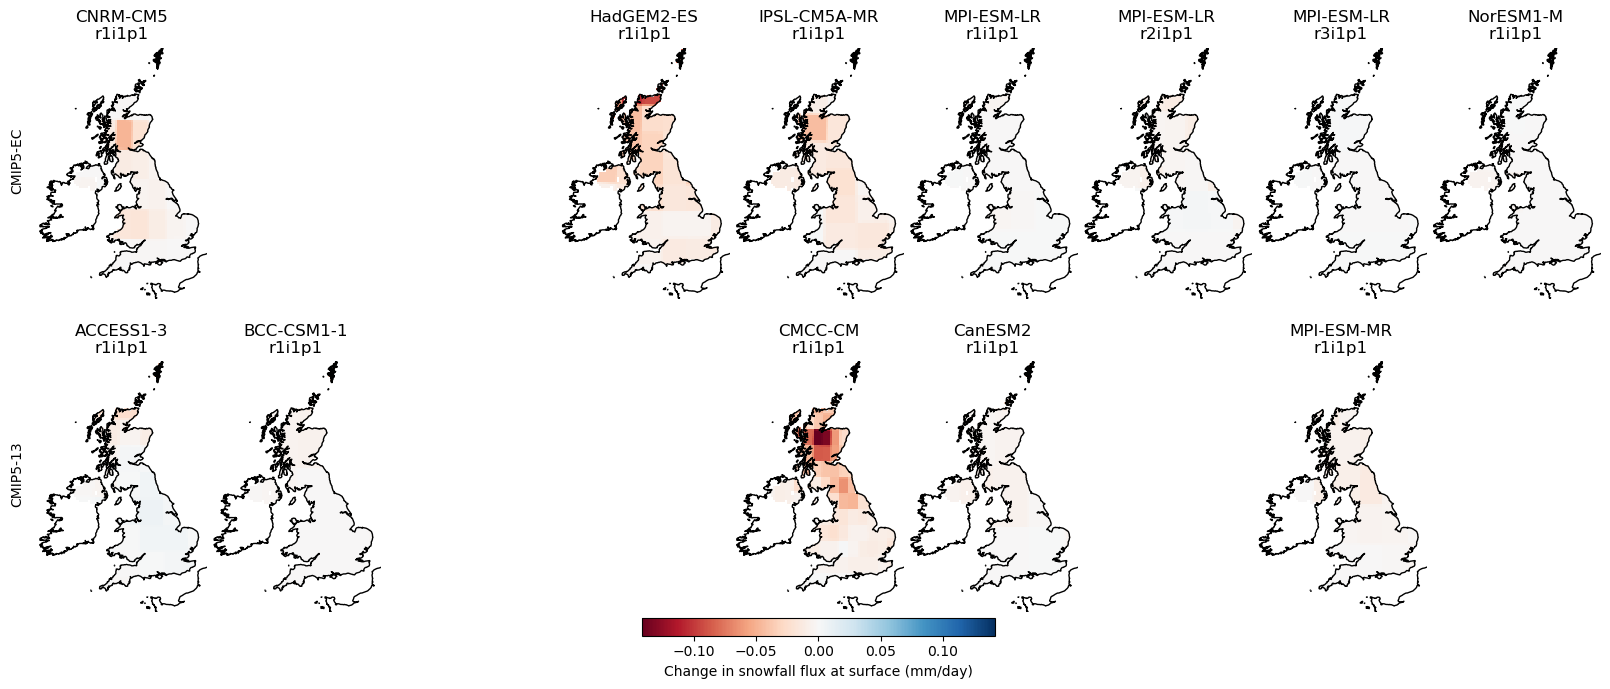 CNRM-CM5
r1i1p1
HadGEM2-ES
r1i1p1
IPSL-CM5A-MR
r1i1p1
MPI-ESM-LR
r1i1p1
MPI-ESM-LR
r2i1p1
MPI-ESM-LR
r3i1p1
NorESM1-M
r1i1p1
CMIP5-EC
ACCESS1-3
r1i1p1
BCC-CSM1-1
r1i1p1
CMCC-CM
r1i1p1
CanESM2
r1i1p1
MPI-ESM-MR
r1i1p1
CMIP5-13
−0.10 −0.05 0.00 0.05 0.10
Change in snowfall flux at surface (mm/day)